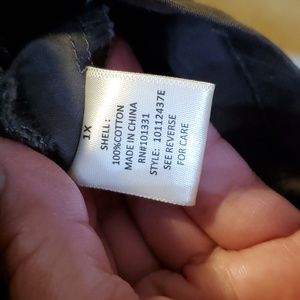 1X
SHELL:
100%COTTON
MADE IN CHINA
RN#101331
STYLE: 10112437E
SEE REVERSE
FOR CARE